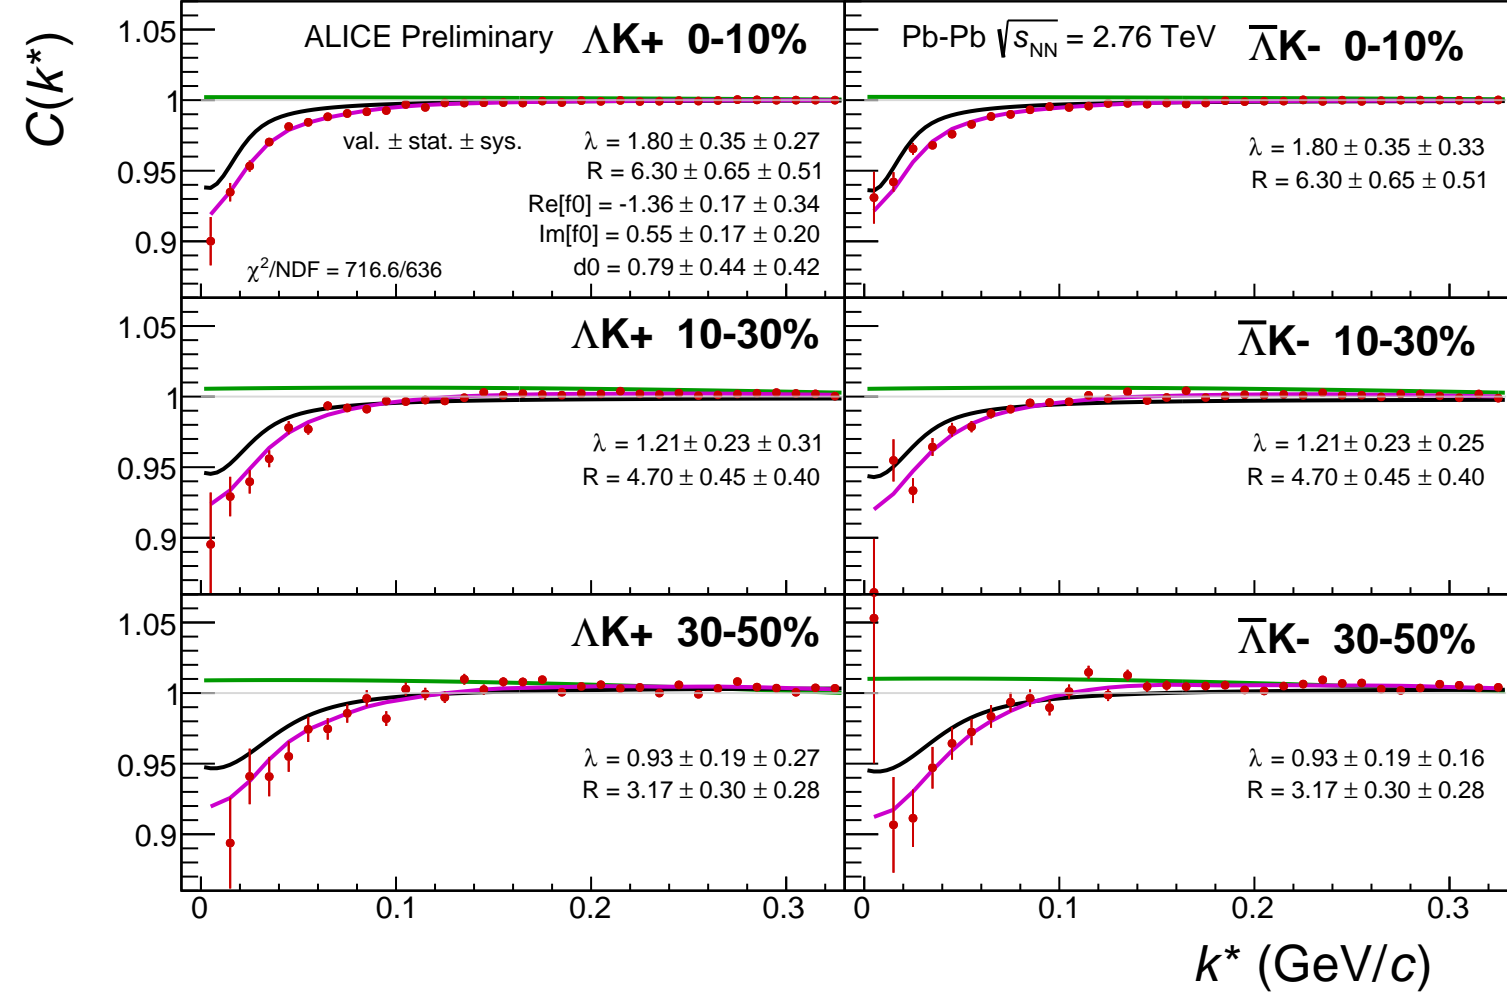 C(k*)
ALICE Preliminary ΛK+ 0-10%
1.05
1
0.95
0.9
val. ± stat. ± sys.
λ = 1.80 ± 0.35 ± 0.27
R = 6.30 ± 0.65 ± 0.51
Re[f0] = -1.36 ± 0.17 ± 0.34
Im[f0] = 0.55 ± 0.17 ± 0.20
d0 = 0.79 ± 0.44 ± 0.42
χ²/NDF = 716.6/636
Pb-Pb √s_NN = 2.76 TeV Λ̅K- 0-10%
λ = 1.80 ± 0.35 ± 0.33
R = 6.30 ± 0.65 ± 0.51
ΛK+ 10-30%
1.05
1
0.95
0.9
λ = 1.21 ± 0.23 ± 0.31
R = 4.70 ± 0.45 ± 0.40
Λ̅K- 10-30%
λ = 1.21 ± 0.23 ± 0.25
R = 4.70 ± 0.45 ± 0.40
ΛK+ 30-50%
1.05
1
0.95
0.9
λ = 0.93 ± 0.19 ± 0.27
R = 3.17 ± 0.30 ± 0.28
Λ̅K- 30-50%
λ = 0.93 ± 0.19 ± 0.16
R = 3.17 ± 0.30 ± 0.28
0 0.1 0.2 0.3 0 0.1 0.2 0.3
k* (GeV/c)